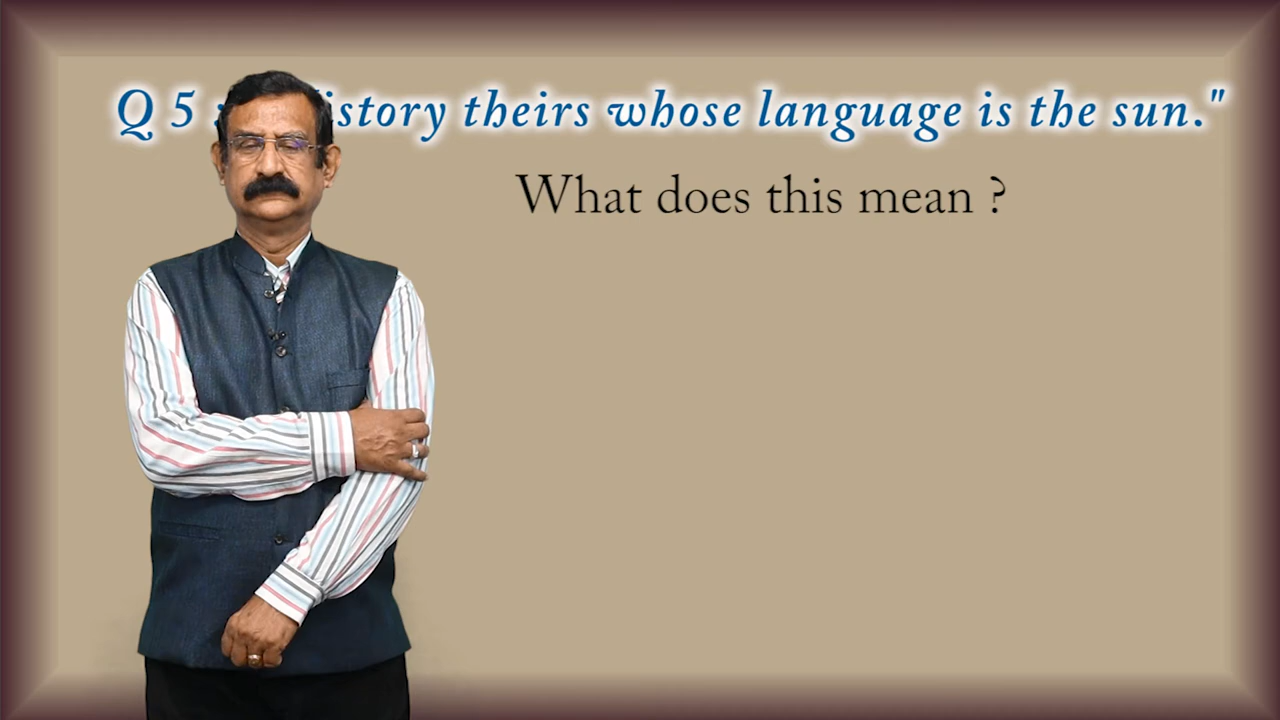 Q 5 istory theirs whose language is the sun."
What does this mean ?